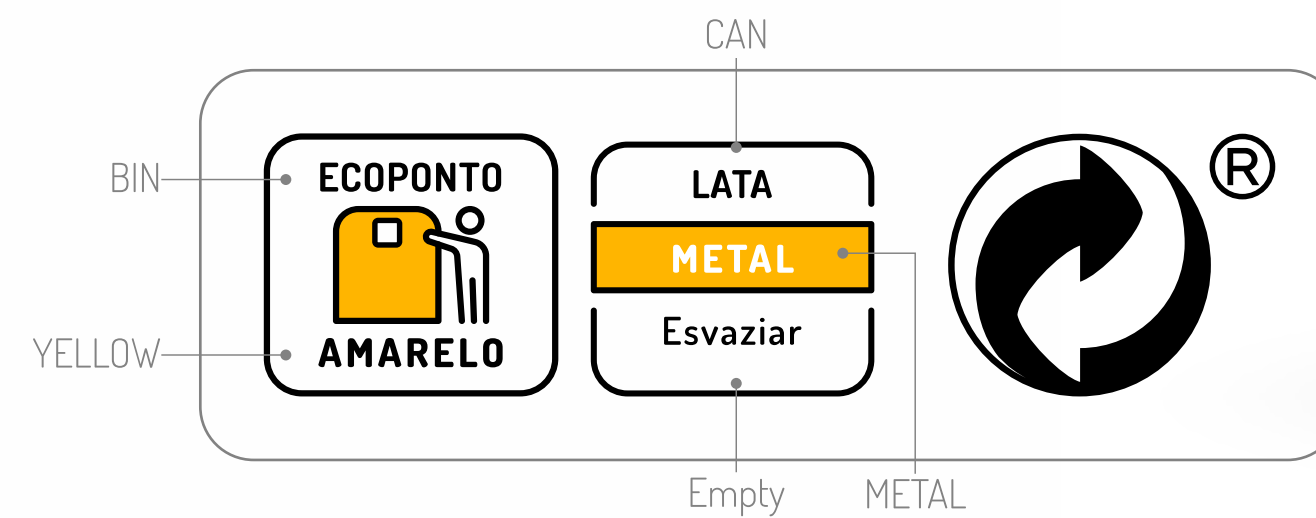 CAN
BIN
ECOPONTO
YELLOW
AMARELO
LATA
METAL
Esvaziar
Empty
METAL
®